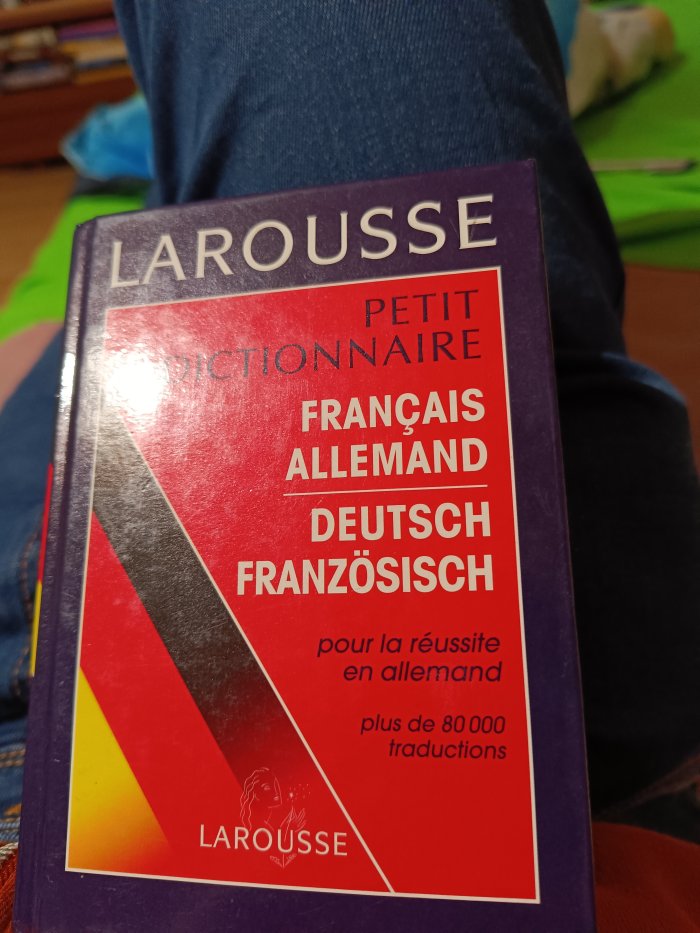 LAROUSSE
PETIT
DICTIONNAIRE
FRANÇAIS
ALLEMAND
DEUTSCH
FRANZÖSISCH
pour la réussite
en allemand
plus de 80 000
traductions
LAROUSSE